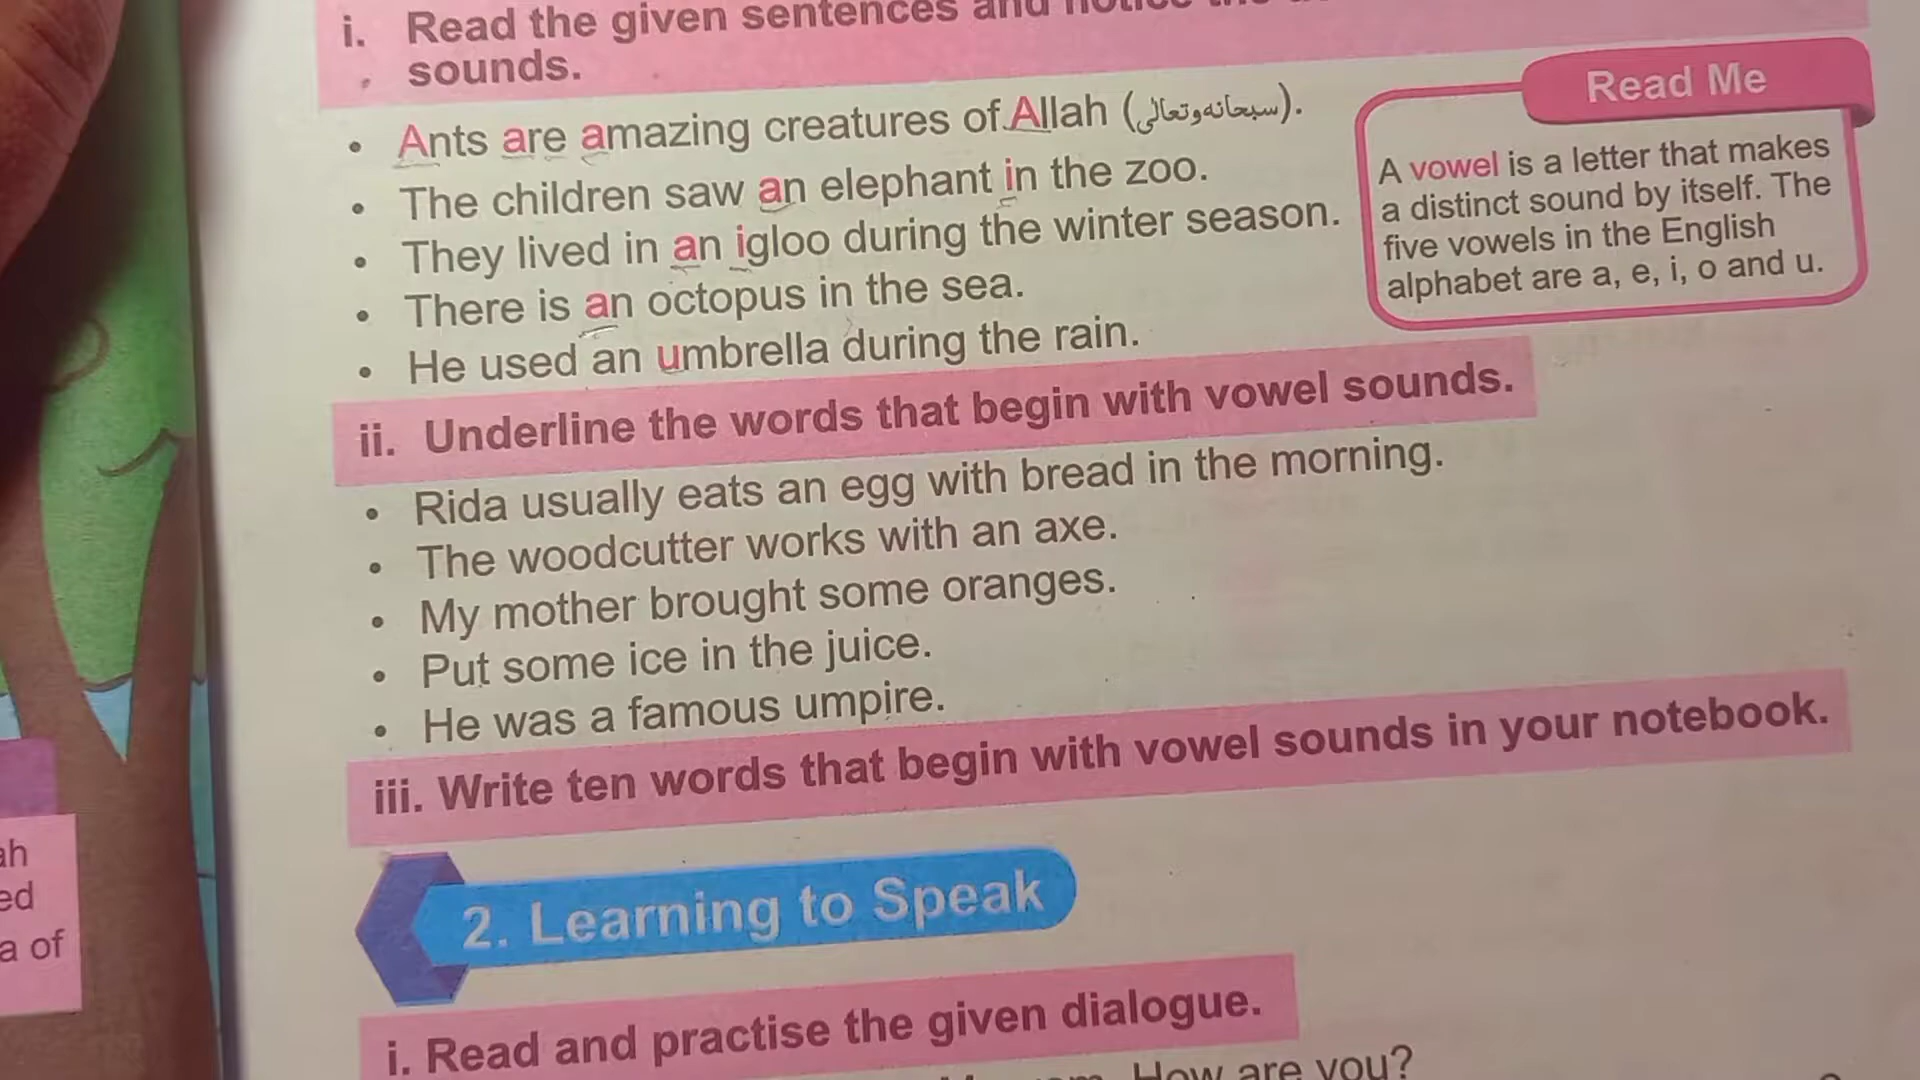 i. Read the given sentences and
sounds.
• Ants are amazing creatures of Allah (سبحانه وتعالى).
• The children saw an elephant in the zoo.
• They lived in an igloo during the winter season.
• There is an octopus in the sea.
• He used an umbrella during the rain.
Read Me
A vowel is a letter that makes
a distinct sound by itself. The
five vowels in the English
alphabet are a, e, i, o and u.
ii. Underline the words that begin with vowel sounds.
• Rida usually eats an egg with bread in the morning.
• The woodcutter works with an axe.
• My mother brought some oranges.
• Put some ice in the juice.
• He was a famous umpire.
iii. Write ten words that begin with vowel sounds in your notebook.
ah
ed
a of
2. Learning to Speak
i. Read and practise the given dialogue.
How are you?